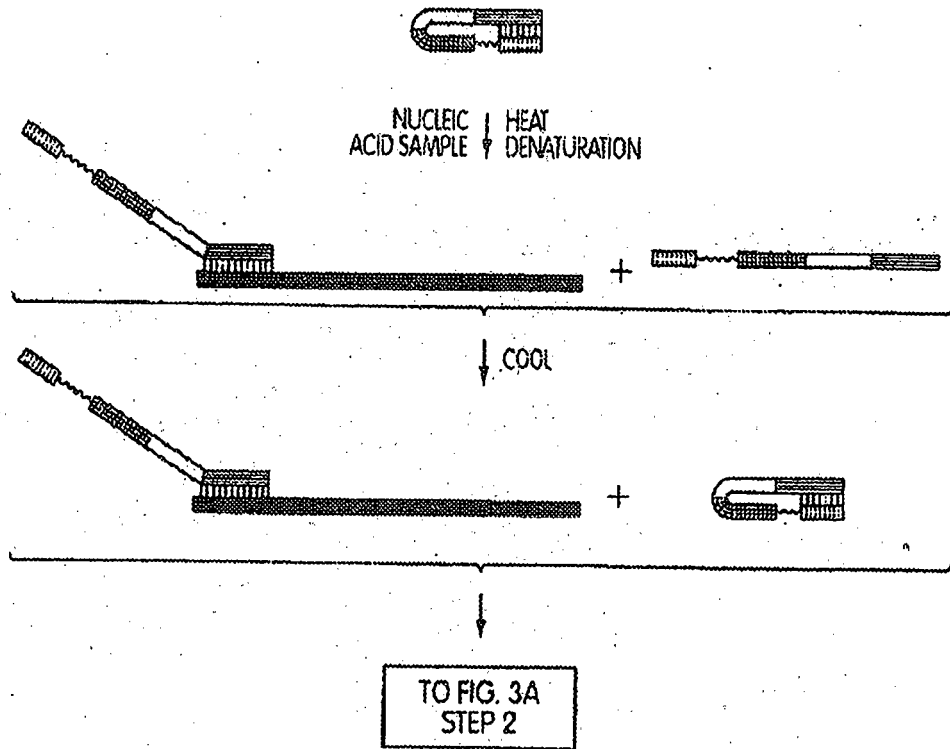 NUCLEIC HEAT
ACID SAMPLE DENATURATION
+
COOL
+
TO FIG. 3A
STEP 2